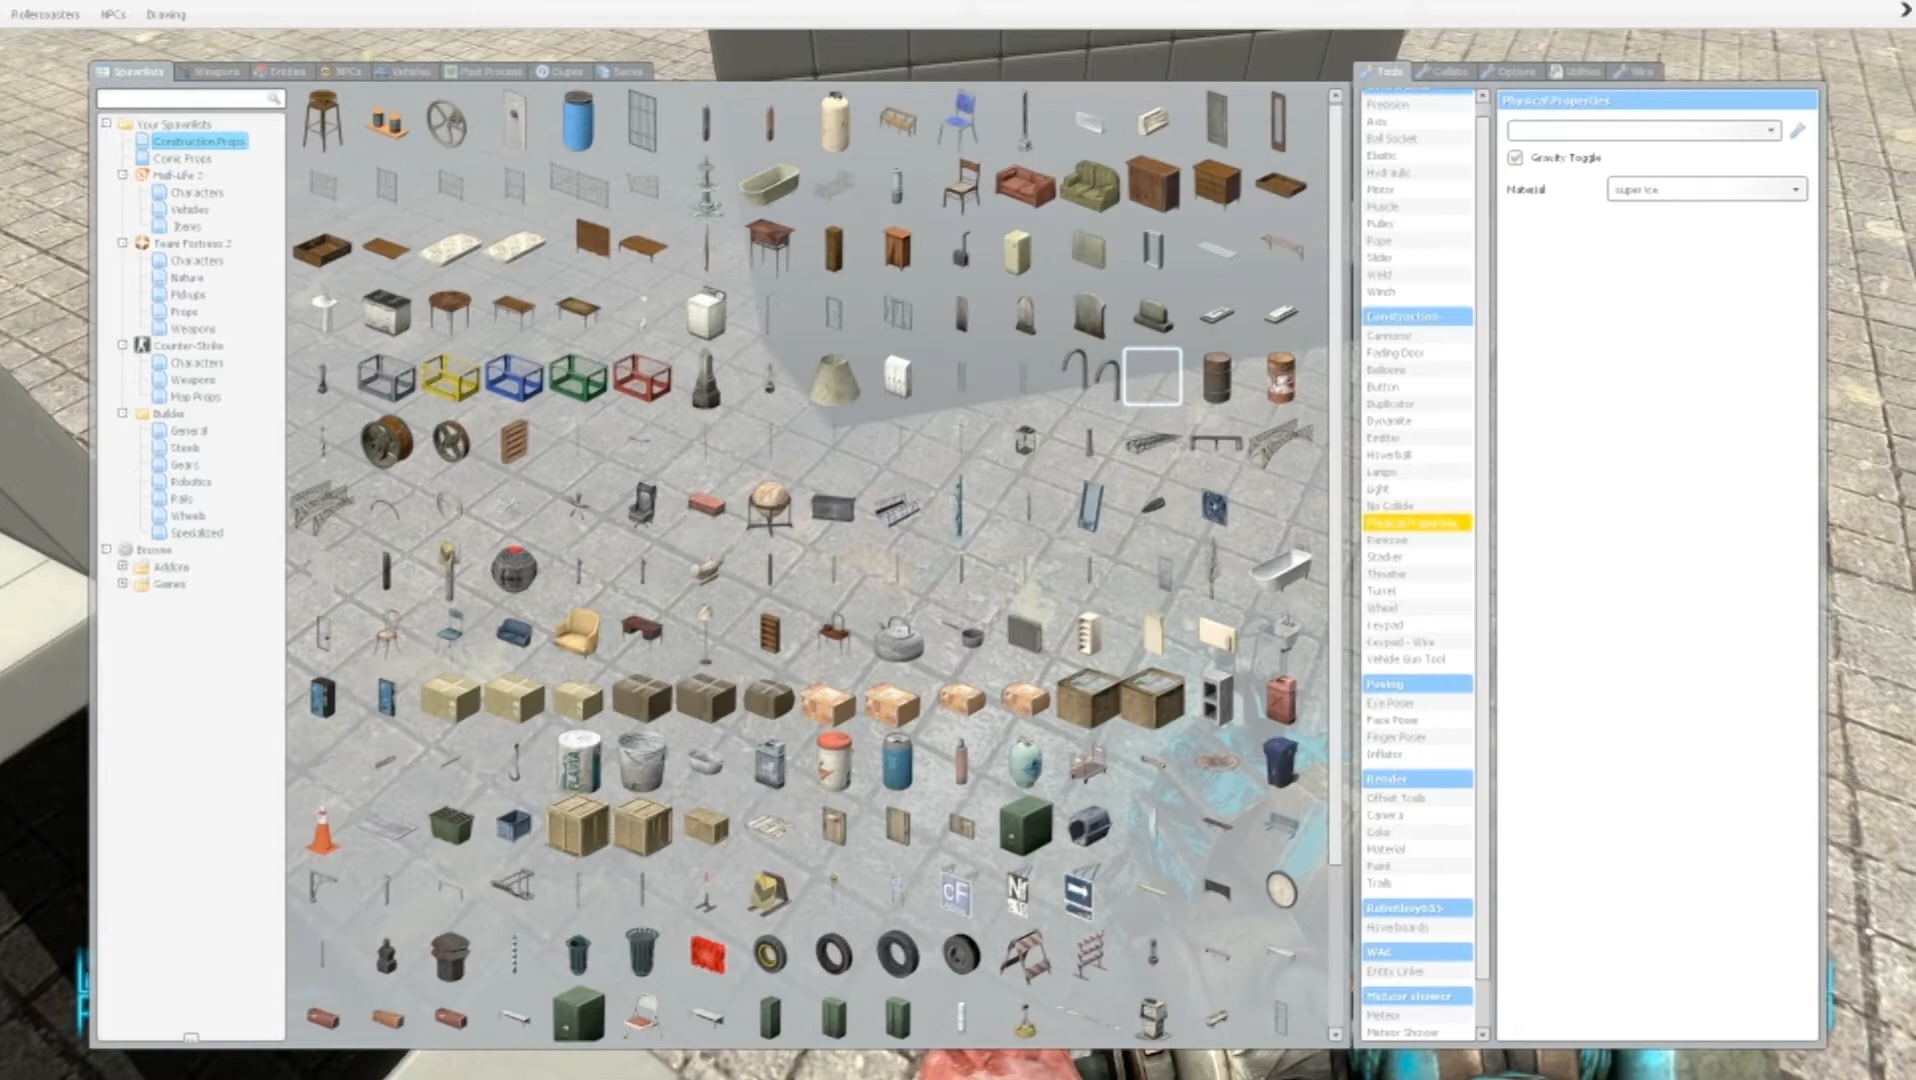 Rollercoasters NPCs Drawing
Spawnlists Weapons Entities NPCs Vehicles Post Process Dupes Saves
Your Spawnlists
Construction Props
Comic Props
Half-Life 2
Characters
Vehicles
Items
Team Fortress 2
Characters
Nature
Pickups
Props
Weapons
Counter-Strike
Characters
Weapons
Map Props
Builder
General
Steels
Gears
Robotics
Rails
Wheels
Specialized
Browse
Addons
Games
CF
Tools Options Utilities Wire
Precision
Axis
Ball Socket
Elastic
Hydraulic
Motor
Muscle
Pulley
Rope
Slider
Weld
Winch
Construction
Fading Door
Balloons
Button
Duplicator
Dynamite
Emitter
Hoverball
Lamps
Light
No Collide
Physical Properties
Remover
Stacker
Thruster
Turret
Wheel
Keypad
Keypad - Wire
Vehicle Gun Tool
Posing
Eye Poser
Face Poser
Finger Poser
Inflator
Render
Offset Trails
Camera
Color
Material
Paint
Trails
Robotboy655
Hoverboards
WAC
Entity Linker
Meteor shower
Meteor
Meteor Shower
Physical Properties
Gravity Toggle
Material super ice